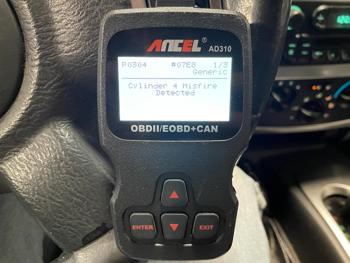 ANCEL
AD310
P0304 #07E8 1/3
Generic
Cylinder 4 Misfire
Detected
OBDII/EOBD+CAN
ENTER
EXIT